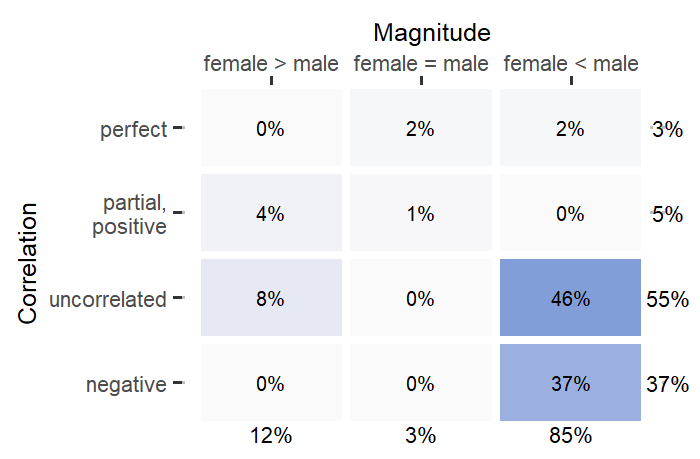 Magnitude
female > male female = male female < male
perfect 0% 2% 2% 3%
partial,
positive 4% 1% 0% 5%
Correlation
uncorrelated 8% 0% 46% 55%
negative 0% 0% 37% 37%
12% 3% 85%